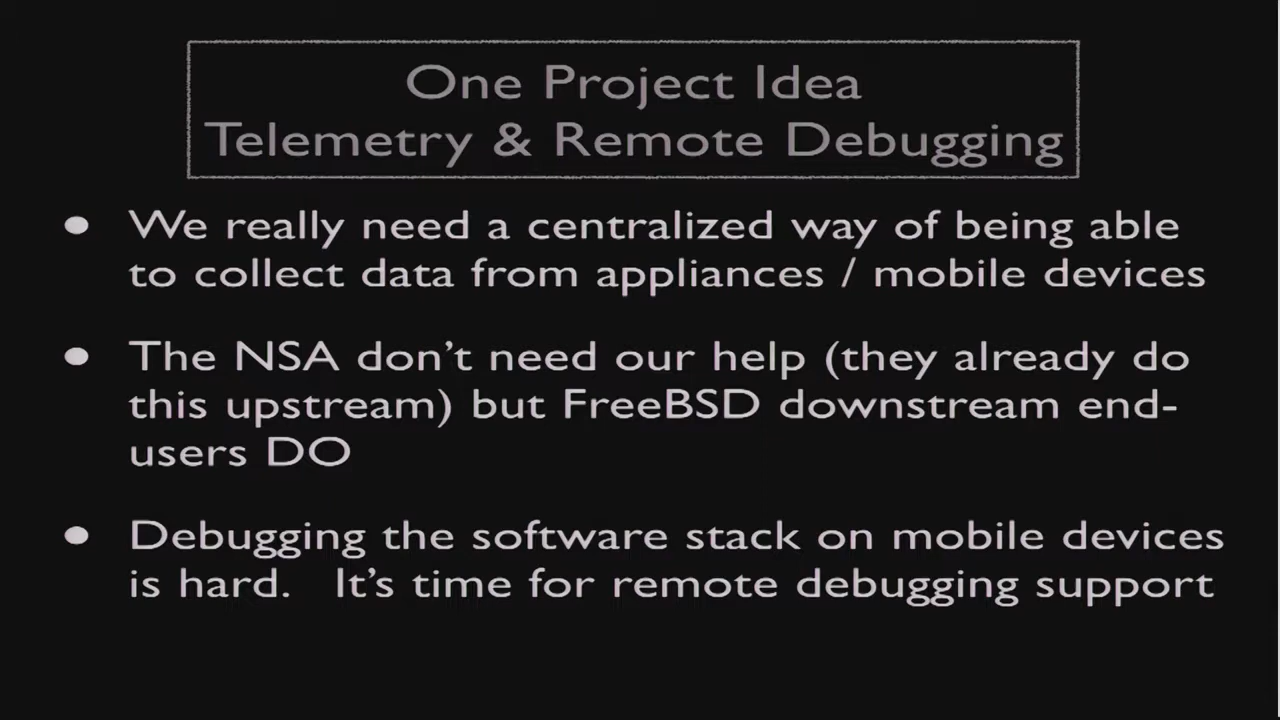 One Project Idea
Telemetry & Remote Debugging
• We really need a centralized way of being able
to collect data from appliances / mobile devices
• The NSA don’t need our help (they already do
this upstream) but FreeBSD downstream end-
users DO
• Debugging the software stack on mobile devices
is hard.   It’s time for remote debugging support